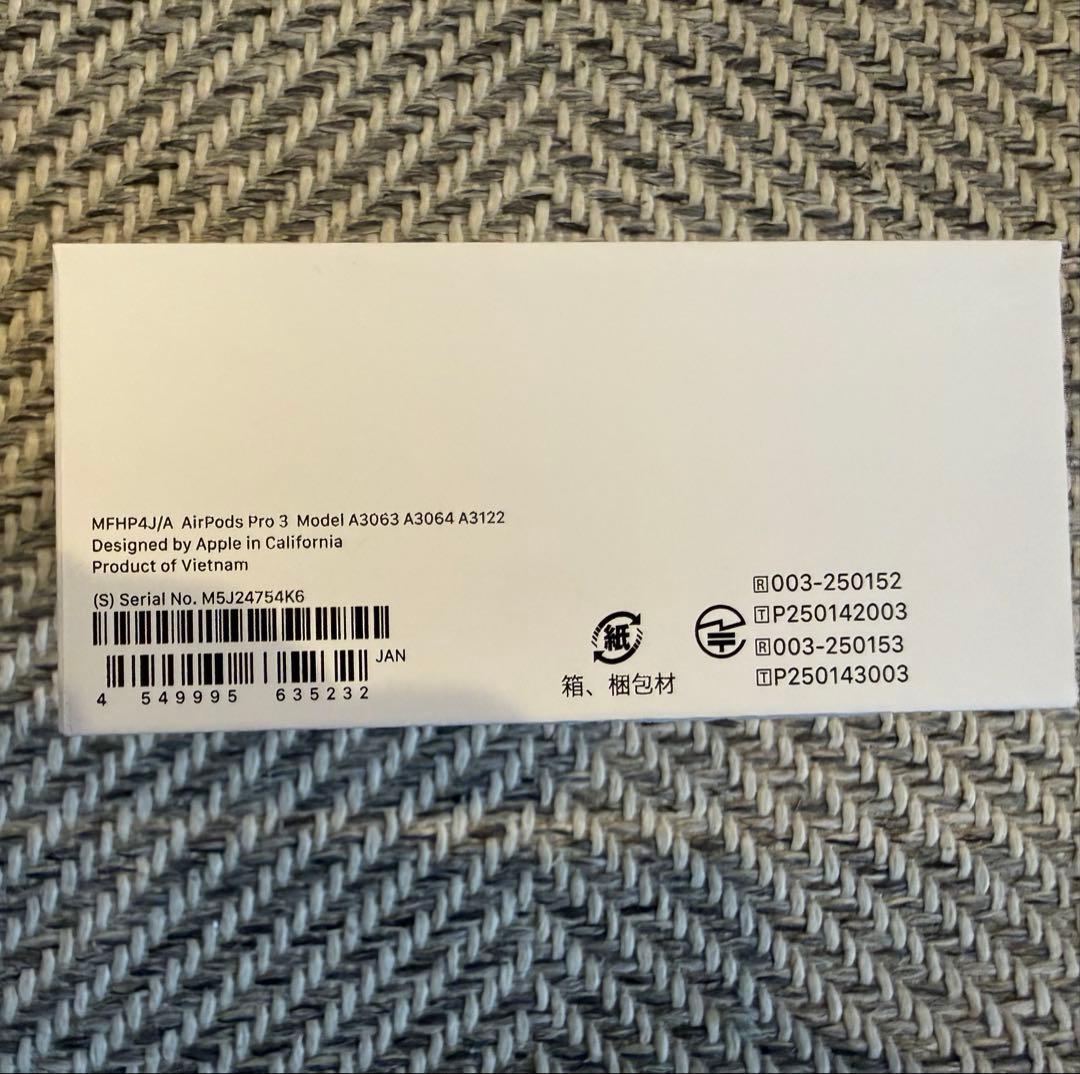 MFHP4J/A AirPods Pro 3 Model A3063 A3064 A3122
Designed by Apple in California
Product of Vietnam
(S) Serial No. M5J24754K6
JAN
4 549995 635232
紙
箱、梱包材
R 003-250152
T P250142003
R 003-250153
T P250143003